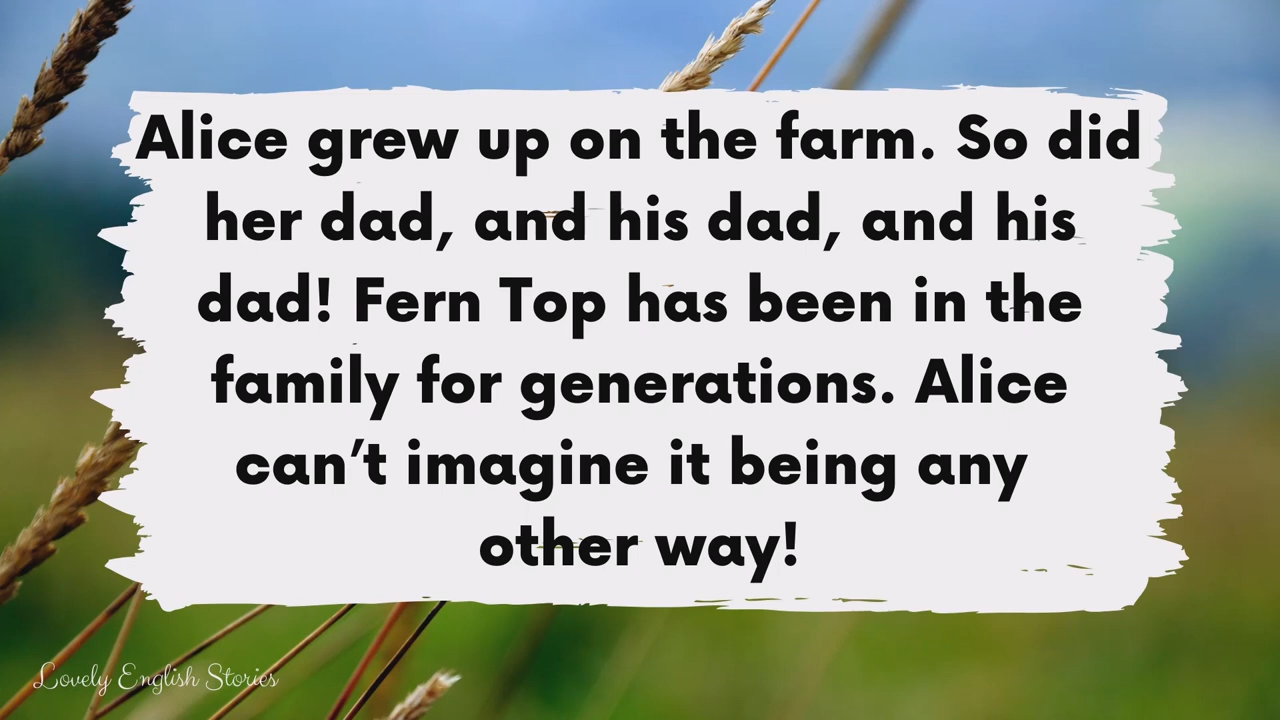 Alice grew up on the farm. So did
her dad, and his dad, and his
dad! Fern Top has been in the
family for generations. Alice
can’t imagine it being any
other way!
Lovely English Stories